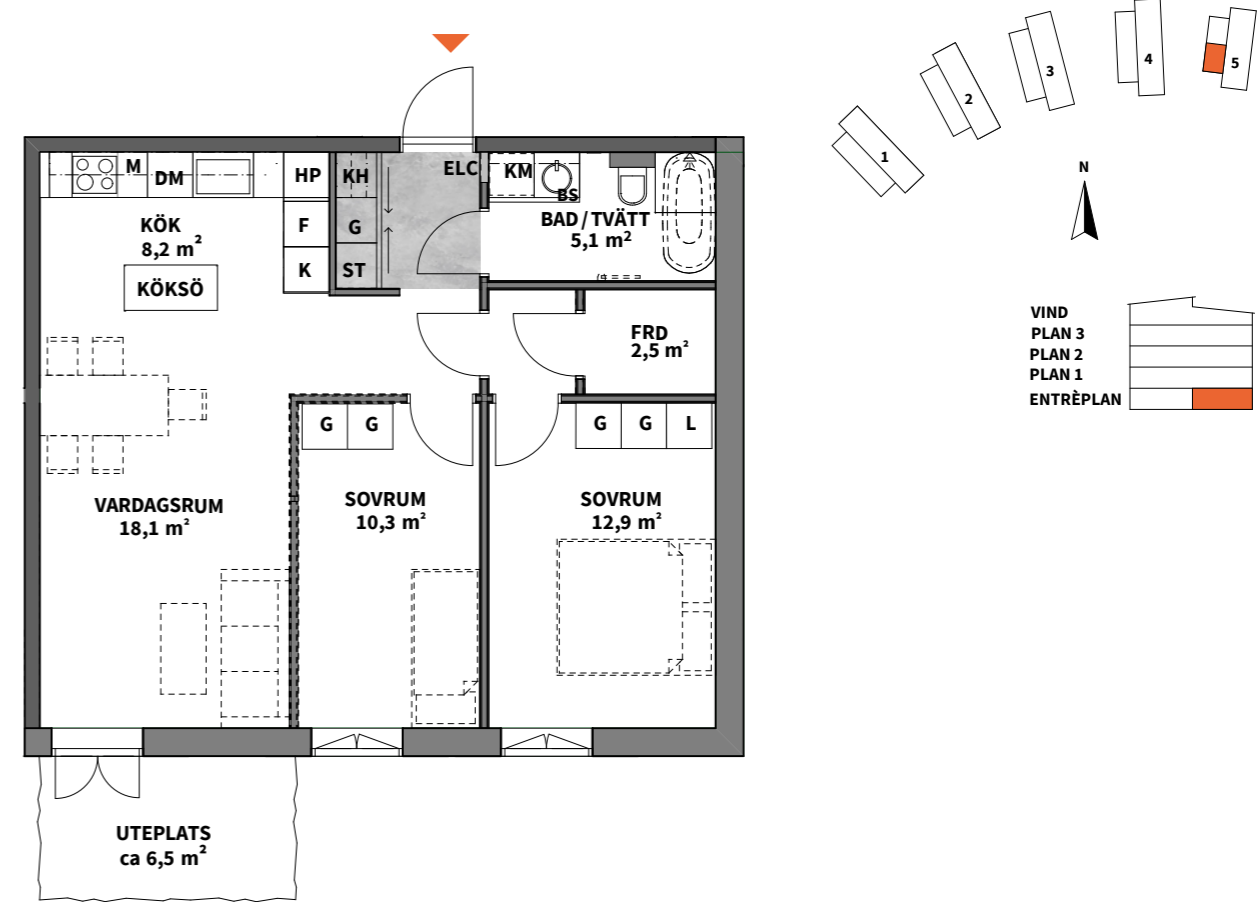 M
DM
HP
KH
ELC
KM
BS
F
G
K
ST
KÖK
8,2 m²
KÖKSÖ
BAD/TVÄTT
5,1 m²
FRD
2,5 m²
G
G
G
G
L
VARDAGSRUM
18,1 m²
SOVRUM
10,3 m²
SOVRUM
12,9 m²
UTEPLATS
ca 6,5 m²
1
2
3
4
5
N
VIND
PLAN 3
PLAN 2
PLAN 1
ENTRÈPLAN